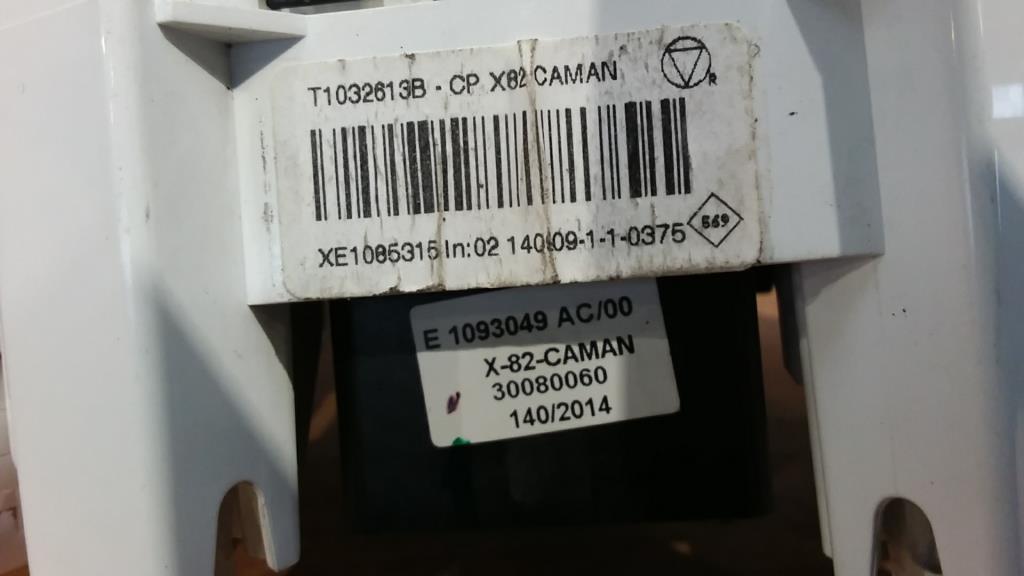 T1032613B - CP X82 CAMAN
R
XE1085315 In:02 140\09-1-1-0375
569
E 1093049 AC/00
X-82-CAMAN
30080060
140/2014